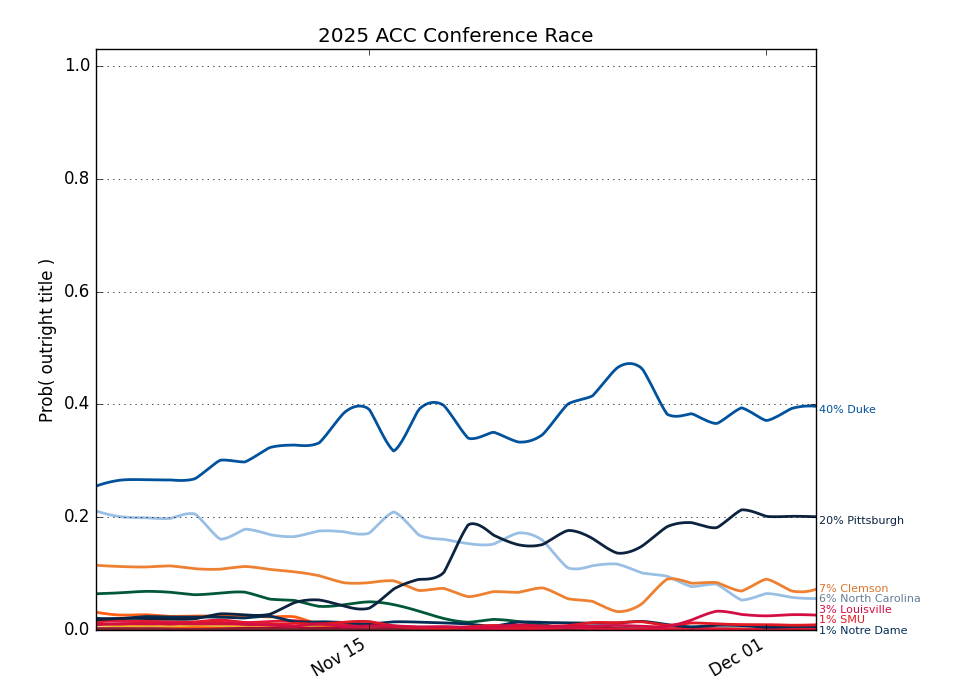 2025 ACC Conference Race
Prob( outright title )
1.0
0.8
0.6
0.4
0.2
0.0
Nov 15
Dec 01
40% Duke
20% Pittsburgh
7% Clemson
6% North Carolina
3% Louisville
1% SMU
1% Notre Dame